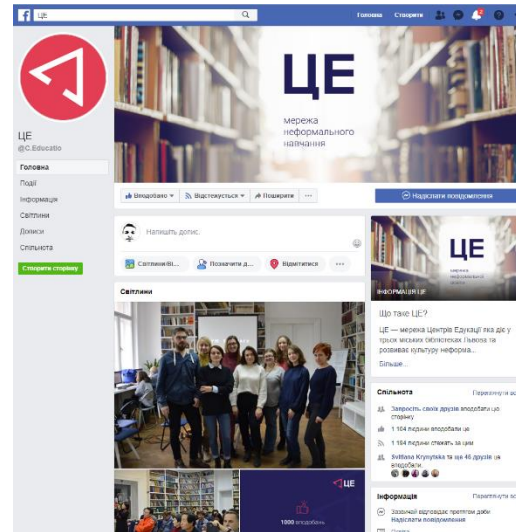 ЦЕ
Головна
Створити
2
ЦЕ
@C.Educatio
Головна
Події
Інформація
Світлини
Дописи
Спільнота
Створити сторінку
ЦЕ
мережа
неформального
навчання
Вподобано
Відстежується
Поширити
Надіслати повідомлення
Напишіть допис.
Світлини/Ві...
Позначити д...
Відмітитися
Світлини
ЦЕ
1000 вподобань
ЦЕ
мережа
неформального
навчання
ІНФОРМАЦІЯ ЦЕ
Що таке ЦЕ?
ЦЕ — мережа Центрів Едукації яка діє у
трьох міських бібліотеках Львова та
розвиває культуру неформа...
Більше...
Спільнота
Переглянути
Запросіть своїх друзів вподобати цю
сторінку
1 104 людини вподобали це
людини стежать за цим
Svitlana Krynytska та ще 46 друзів це
вподобали
Інформація
Переглянути
Зазвичай відповідає протягом доби
Надіслати повідомлення